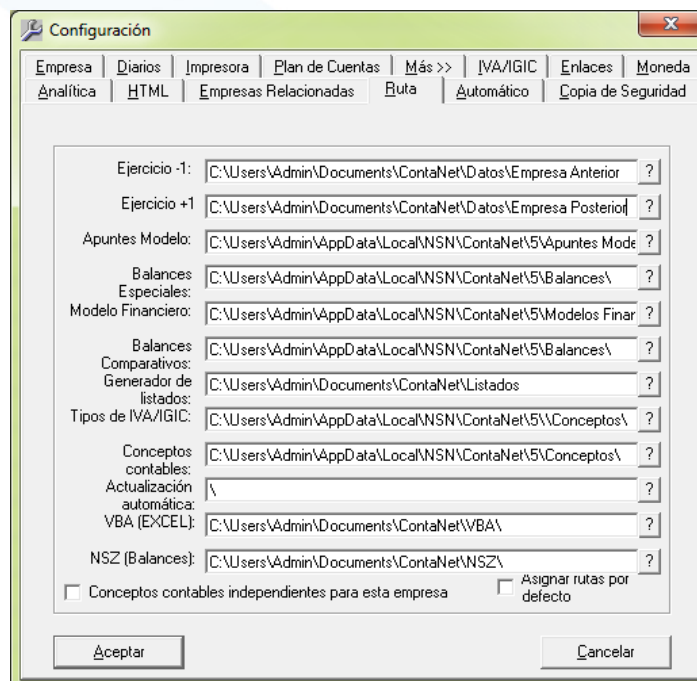 Configuración
Empresa Diarios Impresora Plan de Cuentas Más >> IVA/IGIC Enlaces Moneda
Analítica HTML Empresas Relacionadas Ruta Automático Copia de Seguridad
Ejercicio -1: C:\Users\Admin\Documents\ContaNet\Datos\Empresa Anterior ?
Ejercicio +1 C:\Users\Admin\Documents\ContaNet\Datos\Empresa Posterior ?
Apuntes Modelo: C:\Users\Admin\AppData\Local\NSN\ContaNet\5\Apuntes Mode ?
Balances
Especiales: C:\Users\Admin\AppData\Local\NSN\ContaNet\5\Balances\ ?
Modelo Financiero: C:\Users\Admin\AppData\Local\NSN\ContaNet\5\Modelos Finar ?
Balances
Comparativos: C:\Users\Admin\AppData\Local\NSN\ContaNet\5\Balances\ ?
Generador de
listados: C:\Users\Admin\Documents\ContaNet\Listados ?
Tipos de IVA/IGIC: C:\Users\Admin\AppData\Local\NSN\ContaNet\5\\Conceptos\ ?
Conceptos
contables: C:\Users\Admin\AppData\Local\NSN\ContaNet\5\Conceptos\ ?
Actualización
automática: \ ?
VBA (EXCEL): C:\Users\Admin\Documents\ContaNet\VBA\ ?
NSZ (Balances): C:\Users\Admin\Documents\ContaNet\NSZ\ ?
Conceptos contables independientes para esta empresa
Asignar rutas por
defecto
Aceptar Cancelar